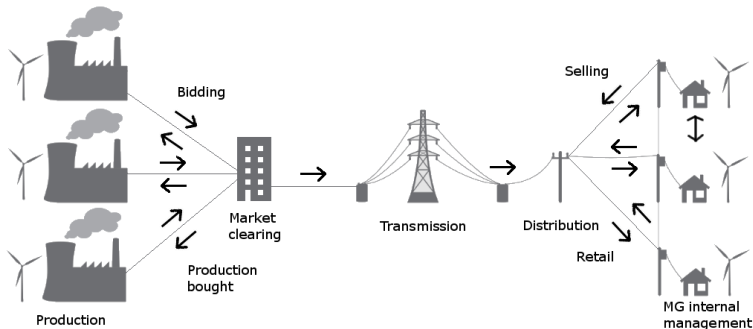 Bidding
Selling
Market
clearing
Transmission
Distribution
Production
bought
Retail
Production
MG internal
management